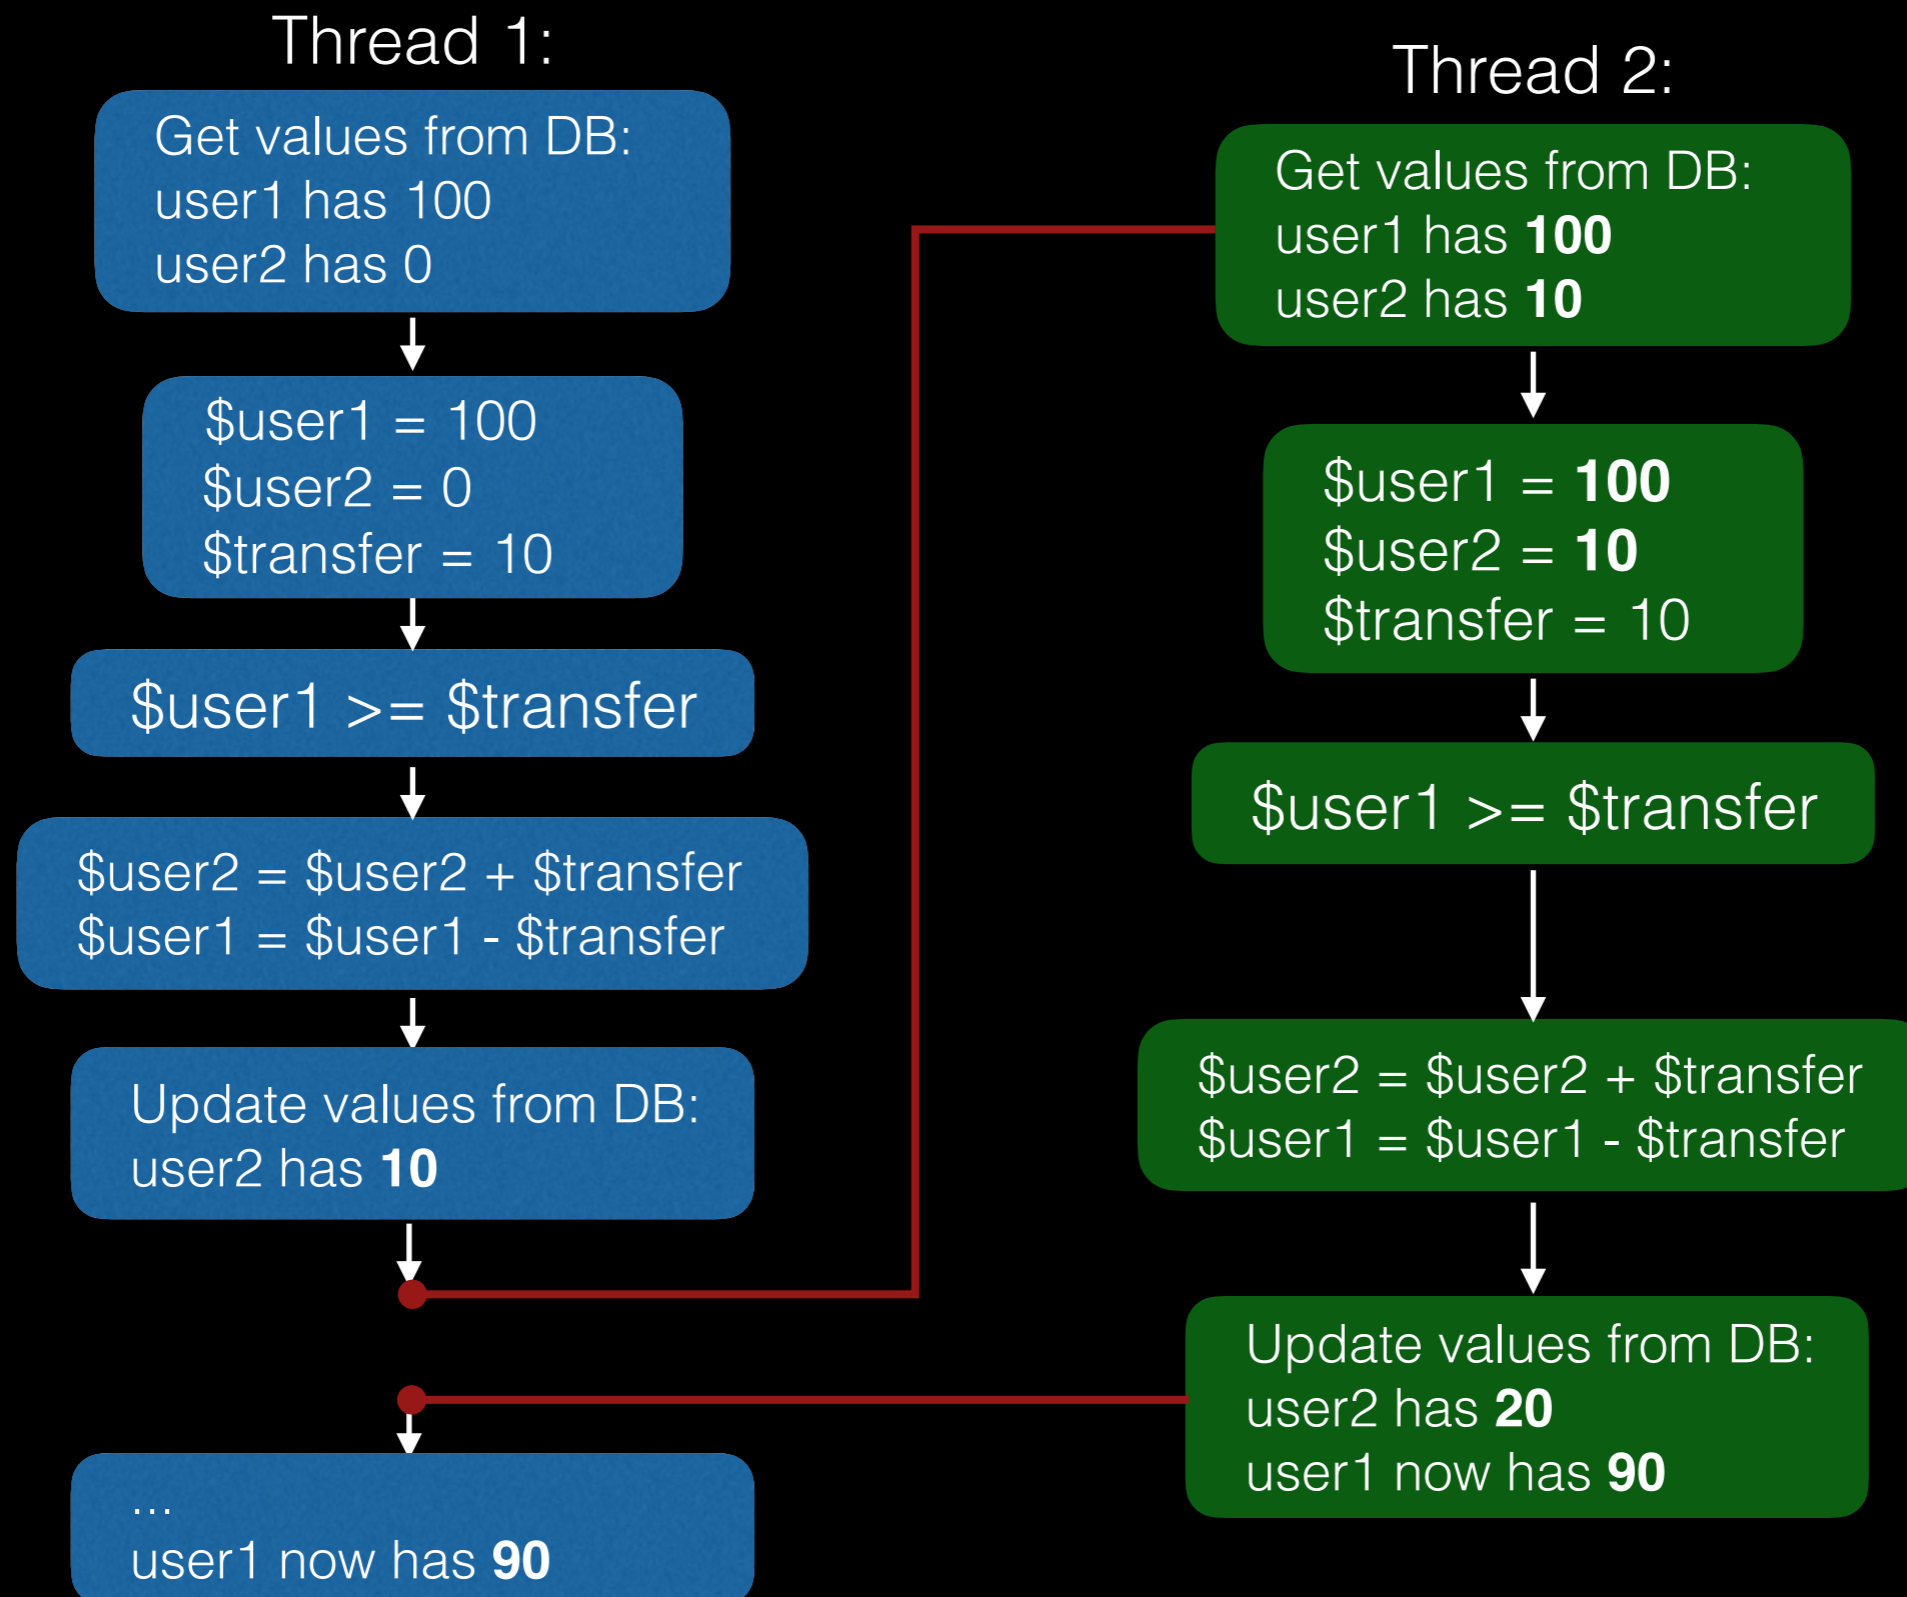 Thread 1:
Get values from DB:
user1 has 100
user2 has 0
$user1 = 100
$user2 = 0
$transfer = 10
$user1 >= $transfer
$user2 = $user2 + $transfer
$user1 = $user1 - $transfer
Update values from DB:
user2 has 10
...
user1 now has 90
Thread 2:
Get values from DB:
user1 has 100
user2 has 10
$user1 = 100
$user2 = 10
$transfer = 10
$user1 >= $transfer
$user2 = $user2 + $transfer
$user1 = $user1 - $transfer
Update values from DB:
user2 has 20
user1 now has 90